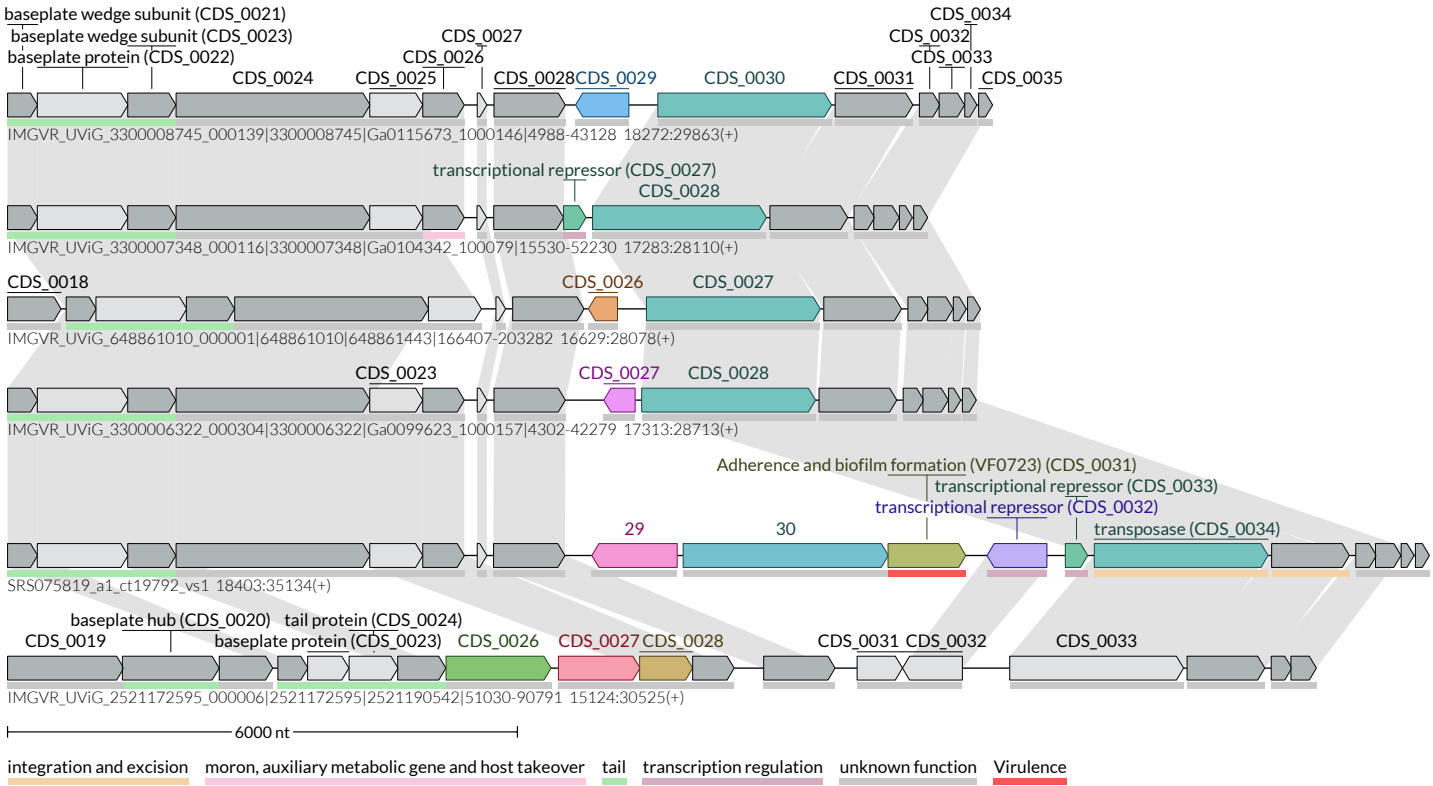 baseplate wedge subunit (CDS_0021)
CDS_0034
baseplate wedge subunit (CDS_0023)
CDS_0027
CDS_0032
baseplate protein (CDS_0022)
CDS_0026
CDS_0033
CDS_0024
CDS_0025
CDS_0028
CDS_0029
CDS_0030
CDS_0031
CDS_0035
IMGVR_UViG_3300008745_000139|3300008745|Ga0115673_1000146|4988-43128 18272:29863(+)
transcriptional repressor (CDS_0027)
CDS_0028
IMGVR_UViG_3300007348_000116|3300007348|Ga0104342_100079|15530-52230 17283:28110(+)
CDS_0018
CDS_0026
CDS_0027
IMGVR_UViG_648861010_000001|648861010|648861443|166407-203282 16629:28078(+)
CDS_0023
CDS_0027
CDS_0028
IMGVR_UViG_3300006322_000304|3300006322|Ga0099623_1000157|4302-42279 17313:28713(+)
Adherence and biofilm formation (VF0723) (CDS_0031)
transcriptional repressor (CDS_0033)
transcriptional repressor (CDS_0032)
29
30
transposase (CDS_0034)
SRS075819_a1_ct19792_vs1 18403:35134(+)
baseplate hub (CDS_0020)
tail protein (CDS_0024)
CDS_0019
baseplate protein (CDS_0023)
CDS_0026
CDS_0027
CDS_0028
CDS_0031
CDS_0032
CDS_0033
IMGVR_UViG_2521172595_000006|2521172595|2521190542|51030-90791 15124:30525(+)
6000 nt
integration and excision
moron, auxiliary metabolic gene and host takeover
tail
transcription regulation
unknown function
Virulence